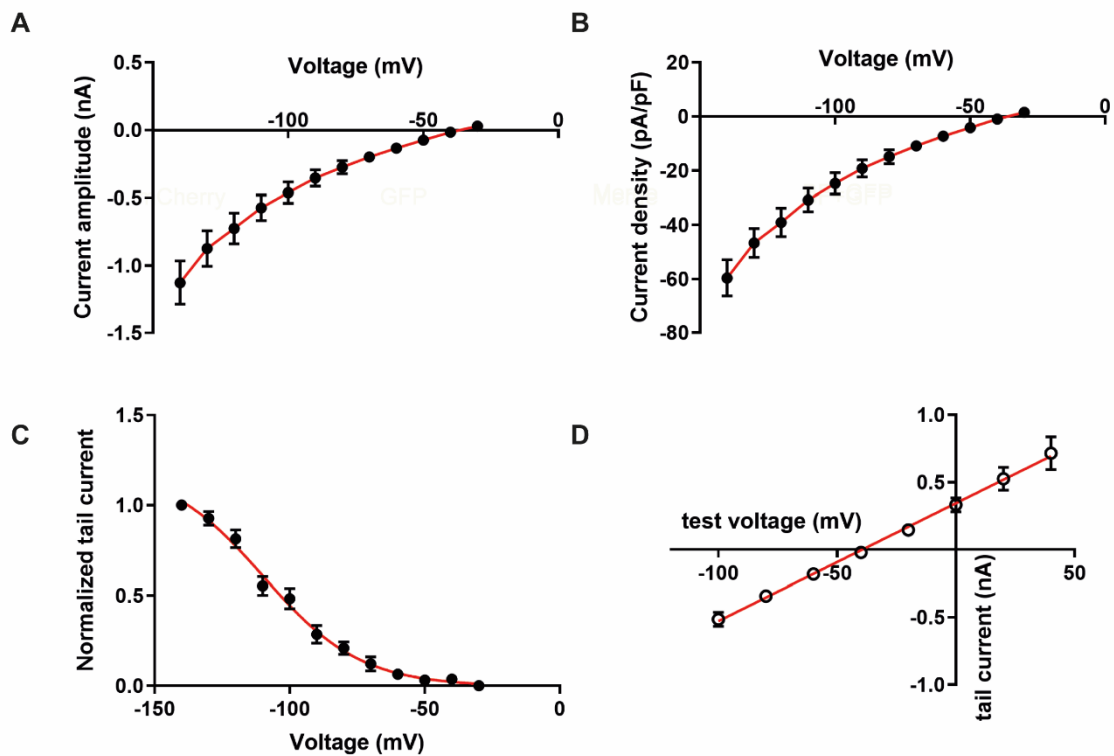 A
Voltage (mV)
Current amplitude (nA)
0.5
0.0
-0.5
-1.0
-1.5
-100
-50
0
Cherry
GFP
B
Voltage (mV)
Current density (pA/pF)
20
0
-20
-40
-60
-80
-100
-50
0
GFP
C
Normalized tail current
1.5
1.0
0.5
0.0
-150
-100
-50
0
Voltage (mV)
D
test voltage (mV)
tail current (nA)
1.0
0.5
-0.5
-1.0
-100
-50
50